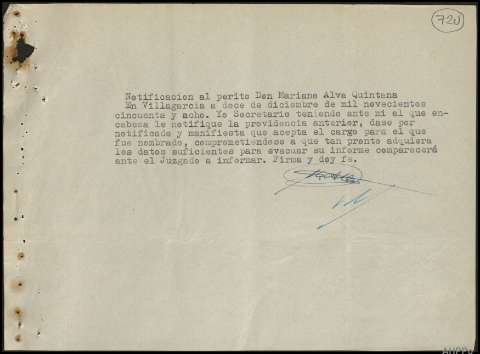 720
Notificacion al perito Don Mariano Alva Quintana
En Villagarcia a doce de diciembre de mil novecientos
cincuenta y ocho. Yo Secretario teniendo ante mi al que en-
cabeza le notifique la providencia anterior, dase por
notificado y manifiesta que acepta el cargo para el que
fue nombrado, comprometiendose a que tan pronto adquiera
los datos suficientes para evacuar su informe comparecerá
ante el Juzgado a informar. Firma y doy fe.